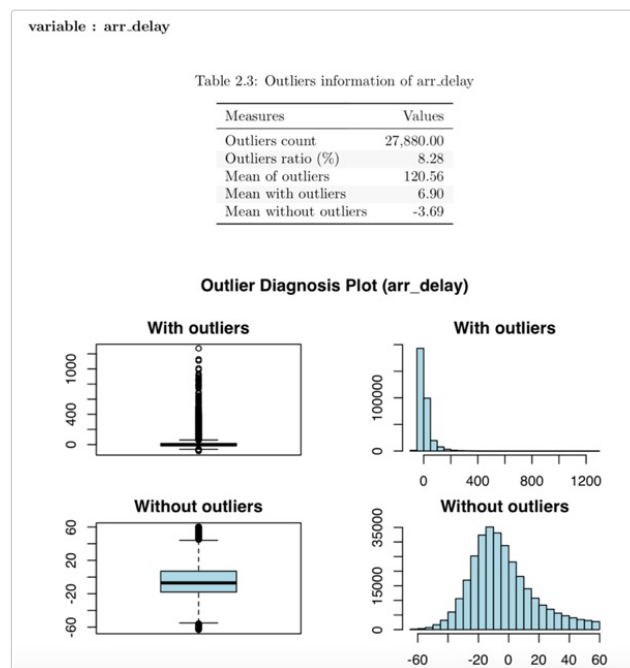 variable : arr_delay
Table 2.3: Outliers information of arr_delay
Measures Values
Outliers count 27,880.00
Outliers ratio (%) 8.28
Mean of outliers 120.56
Mean with outliers 6.90
Mean without outliers -3.69
Outlier Diagnosis Plot (arr_delay)
With outliers
0 400 1000
With outliers
0 100000
0 400 800 1200
Without outliers
-60 -20 20 60
Without outliers
0 15000 35000
-60 -20 0 20 40 60